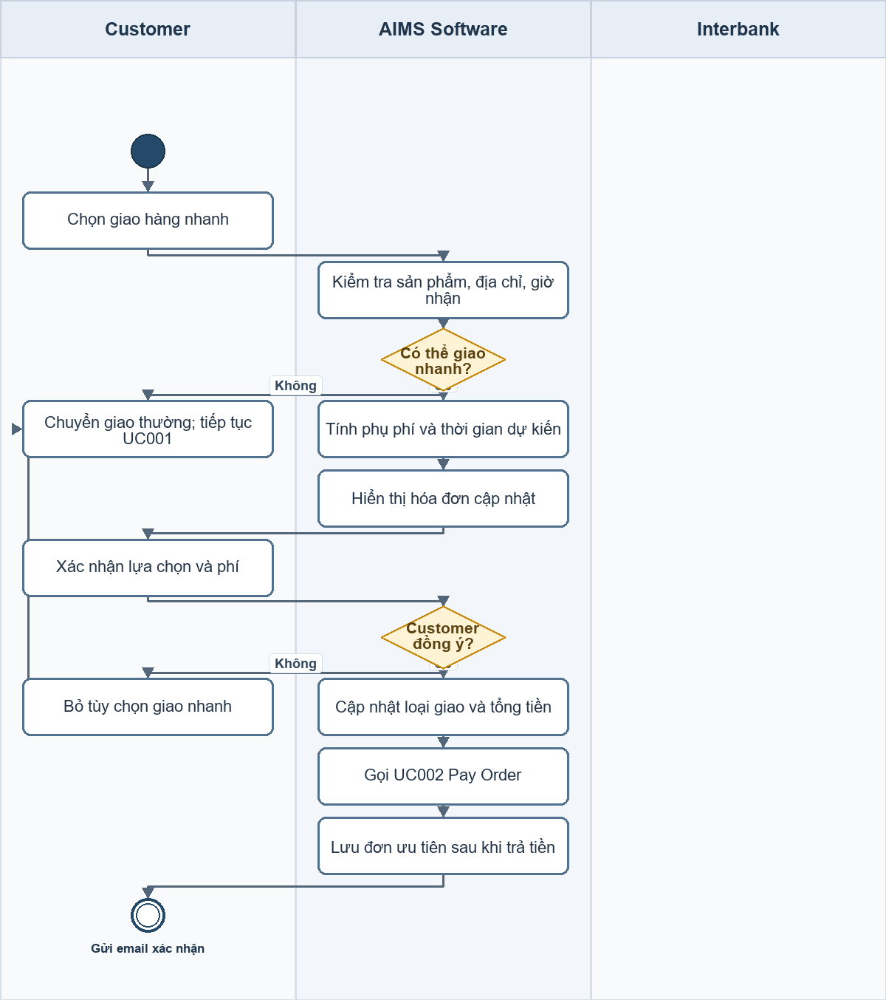 Customer
AIMS Software
Interbank
Chọn giao hàng nhanh
Kiểm tra sản phẩm, địa chỉ, giờ
nhận
Có thể giao
nhanh?
Không
Chuyển giao thường; tiếp tục
UC001
Tính phụ phí và thời gian dự kiến
Hiển thị hóa đơn cập nhật
Xác nhận lựa chọn và phí
Customer
đồng ý?
Không
Bỏ tùy chọn giao nhanh
Cập nhật loại giao và tổng tiền
Gọi UC002 Pay Order
Lưu đơn ưu tiên sau khi trả tiền
Gửi email xác nhận